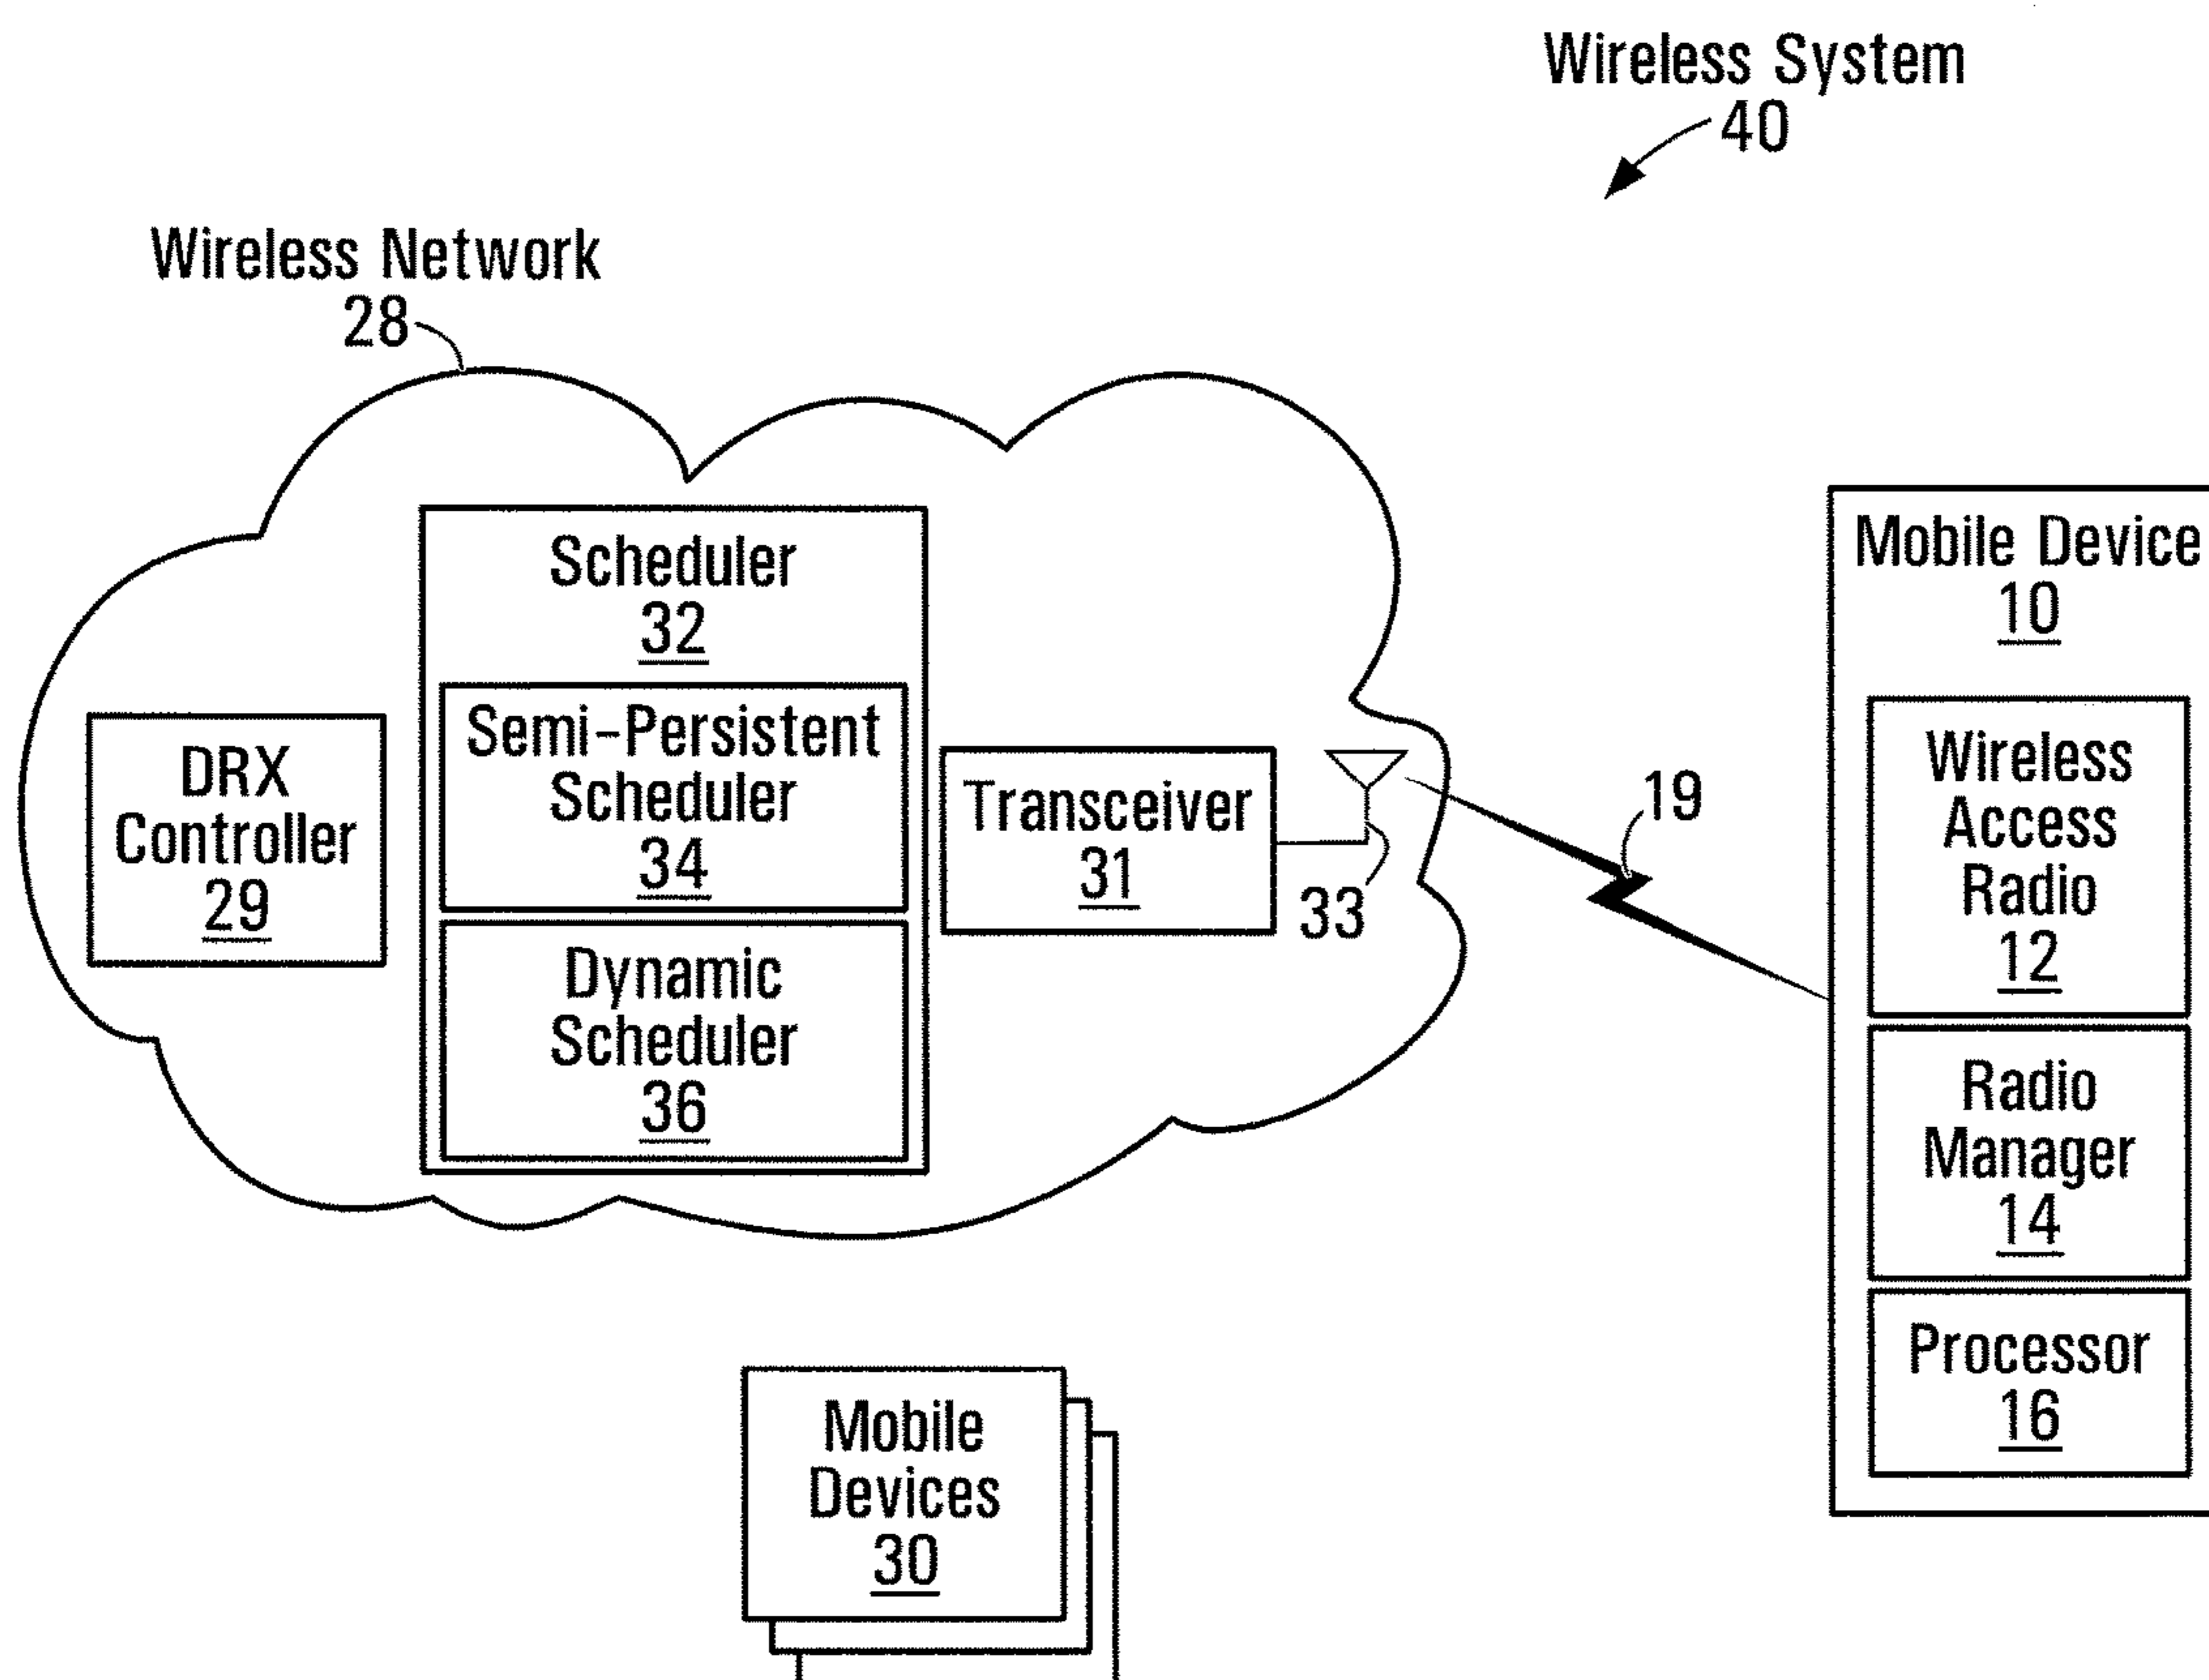 Wireless System
40
Wireless Network
28
Scheduler
32
Semi-Persistent
Scheduler
34
Dynamic
Scheduler
36
DRX
Controller
29
Transceiver
31
33
19
Mobile Device
10
Wireless
Access
Radio
12
Radio
Manager
14
Processor
16
Mobile
Devices
30